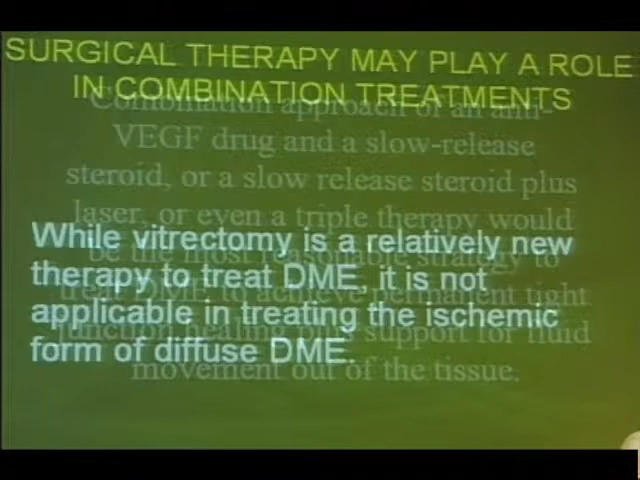 SURGICAL THERAPY MAY PLAY A ROLE
IN COMBINATION TREATMENTS
Combination approach of an anti-
VEGF drug and a slow-release
steroid, or a slow release steroid plus
laser, or even a triple therapy would
While vitrectomy is a relatively new
be the most reasonable strategy to
therapy to treat DME, it is not
treat DME to achieve permanent tight
applicable in treating the ischemic
junction healing plus support for fluid
form of diffuse DME.
movement out of the tissue.